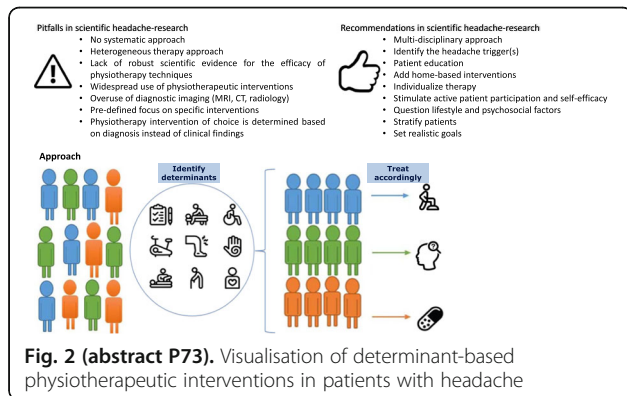 Pitfalls in scientific headache-research
• No systematic approach
• Heterogeneous therapy approach
• Lack of robust scientific evidence for the efficacy of
physiotherapy techniques
• Widespread use of physiotherapeutic interventions
• Overuse of diagnostic imaging (MRI, CT, radiology)
• Pre-defined focus on specific interventions
• Physiotherapy intervention of choice is determined based
on diagnosis instead of clinical findings
Recommendations in scientific headache-research
• Multi-disciplinary approach
• Identify the headache trigger(s)
• Patient education
• Add home-based interventions
• Individualize therapy
• Stimulate active patient participation and self-efficacy
• Question lifestyle and psychosocial factors
• Stratify patients
• Set realistic goals
Approach
Identify
determinants
Treat
accordingly
Fig. 2 (abstract P73). Visualisation of determinant-based
physiotherapeutic interventions in patients with headache